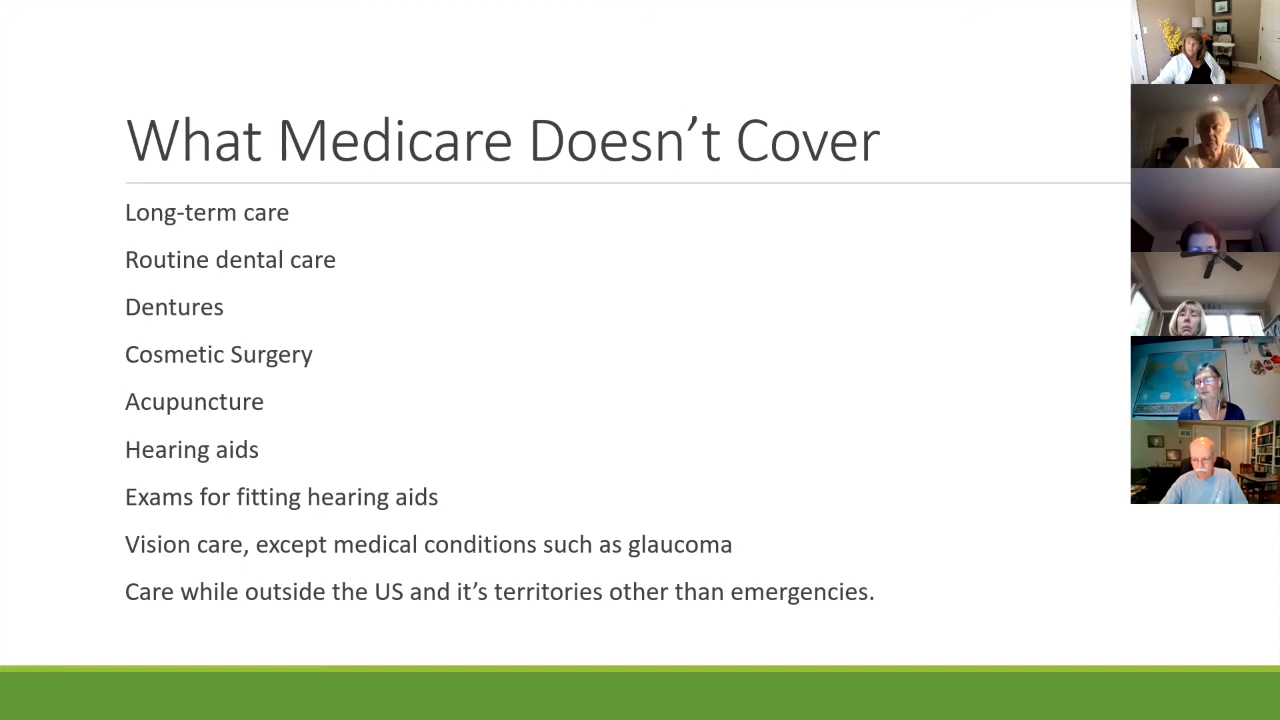 What Medicare Doesn’t Cover
Long-term care
Routine dental care
Dentures
Cosmetic Surgery
Acupuncture
Hearing aids
Exams for fitting hearing aids
Vision care, except medical conditions such as glaucoma
Care while outside the US and it’s territories other than emergencies.